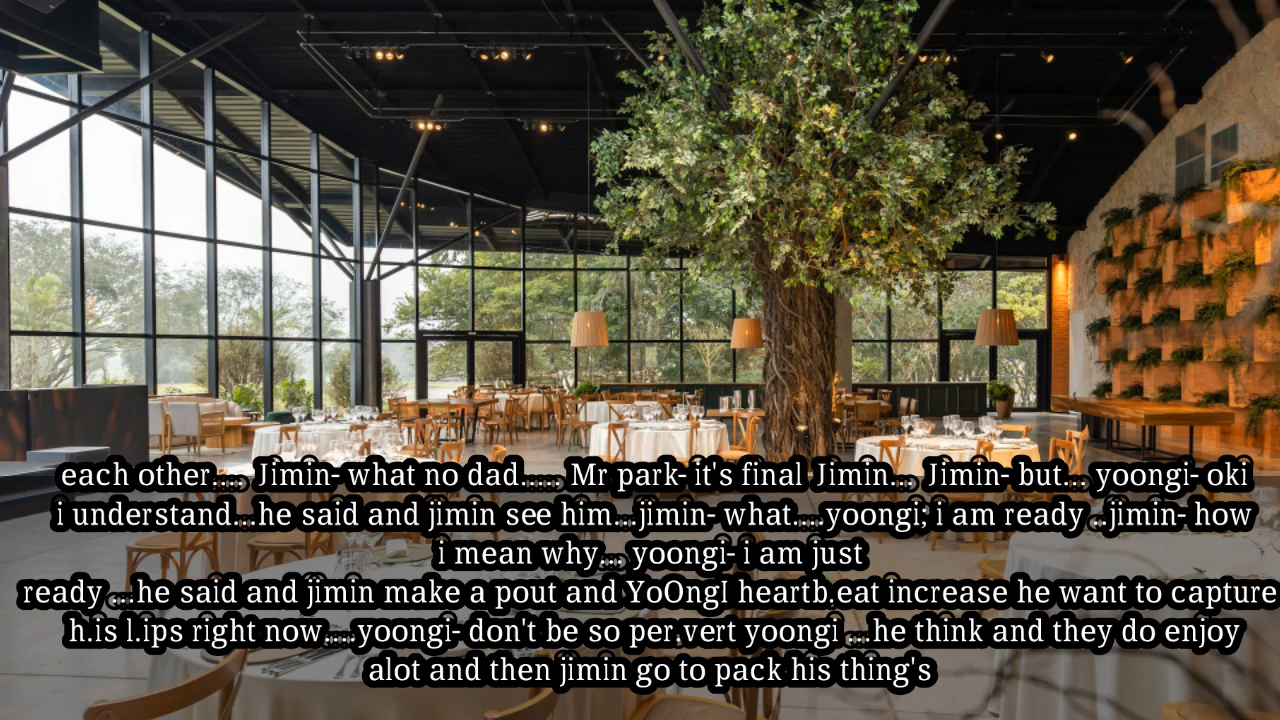 each other.... Jimin- what no dad...... Mr park- it's final Jimin... Jimin- but... yoongi- oki
i understand...he said and jimin see him...jimin- what.....yoongi; i am ready ..jimin- how
i mean why... yoongi- i am just
ready ...he said and jimin make a pout and YoOngI heartb.eat increase he want to capture
h.is l.ips right now.....yoongi- don't be so per.vert yoongi ...he think and they do enjoy
alot and then jimin go to pack his thing's